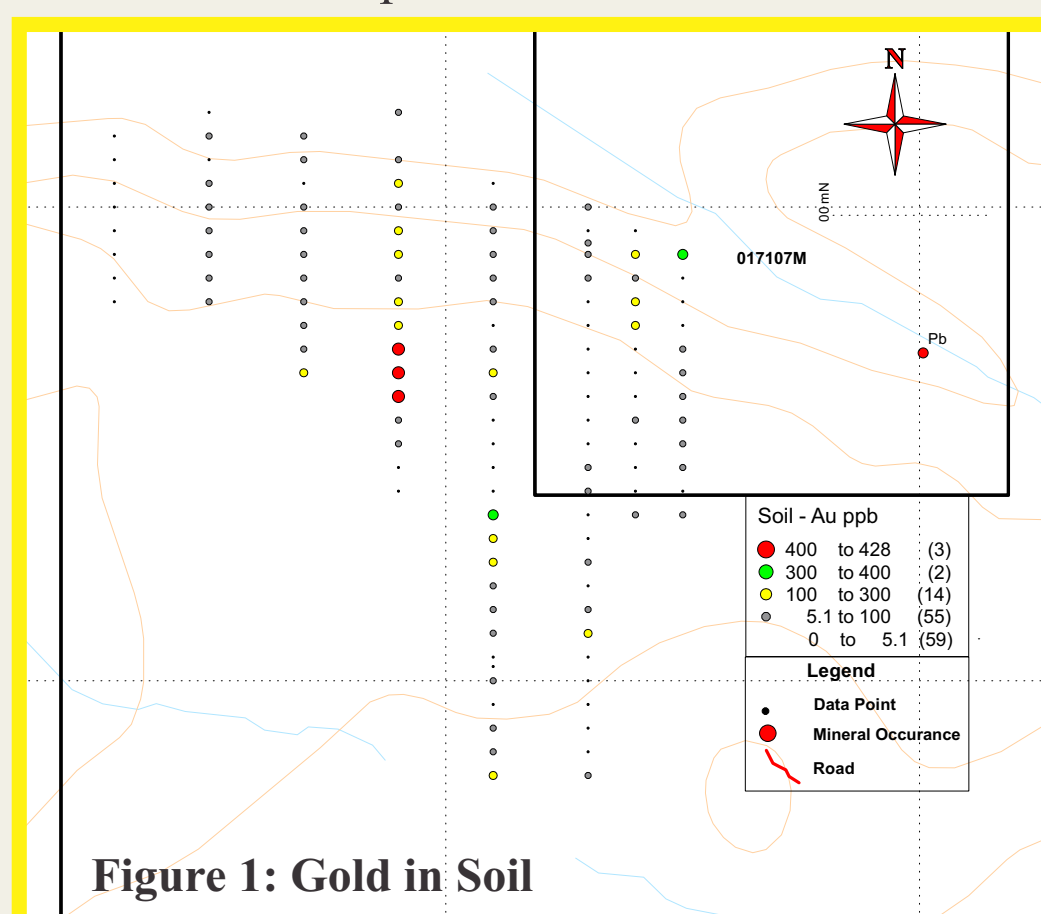 N
00mN
017107M
Pb
Soil - Au ppb
400 to 428 (3)
300 to 400 (2)
100 to 300 (14)
5.1 to 100 (55)
0 to 5.1 (59)
Legend
Data Point
Mineral Occurance
Road
Figure 1: Gold in Soil